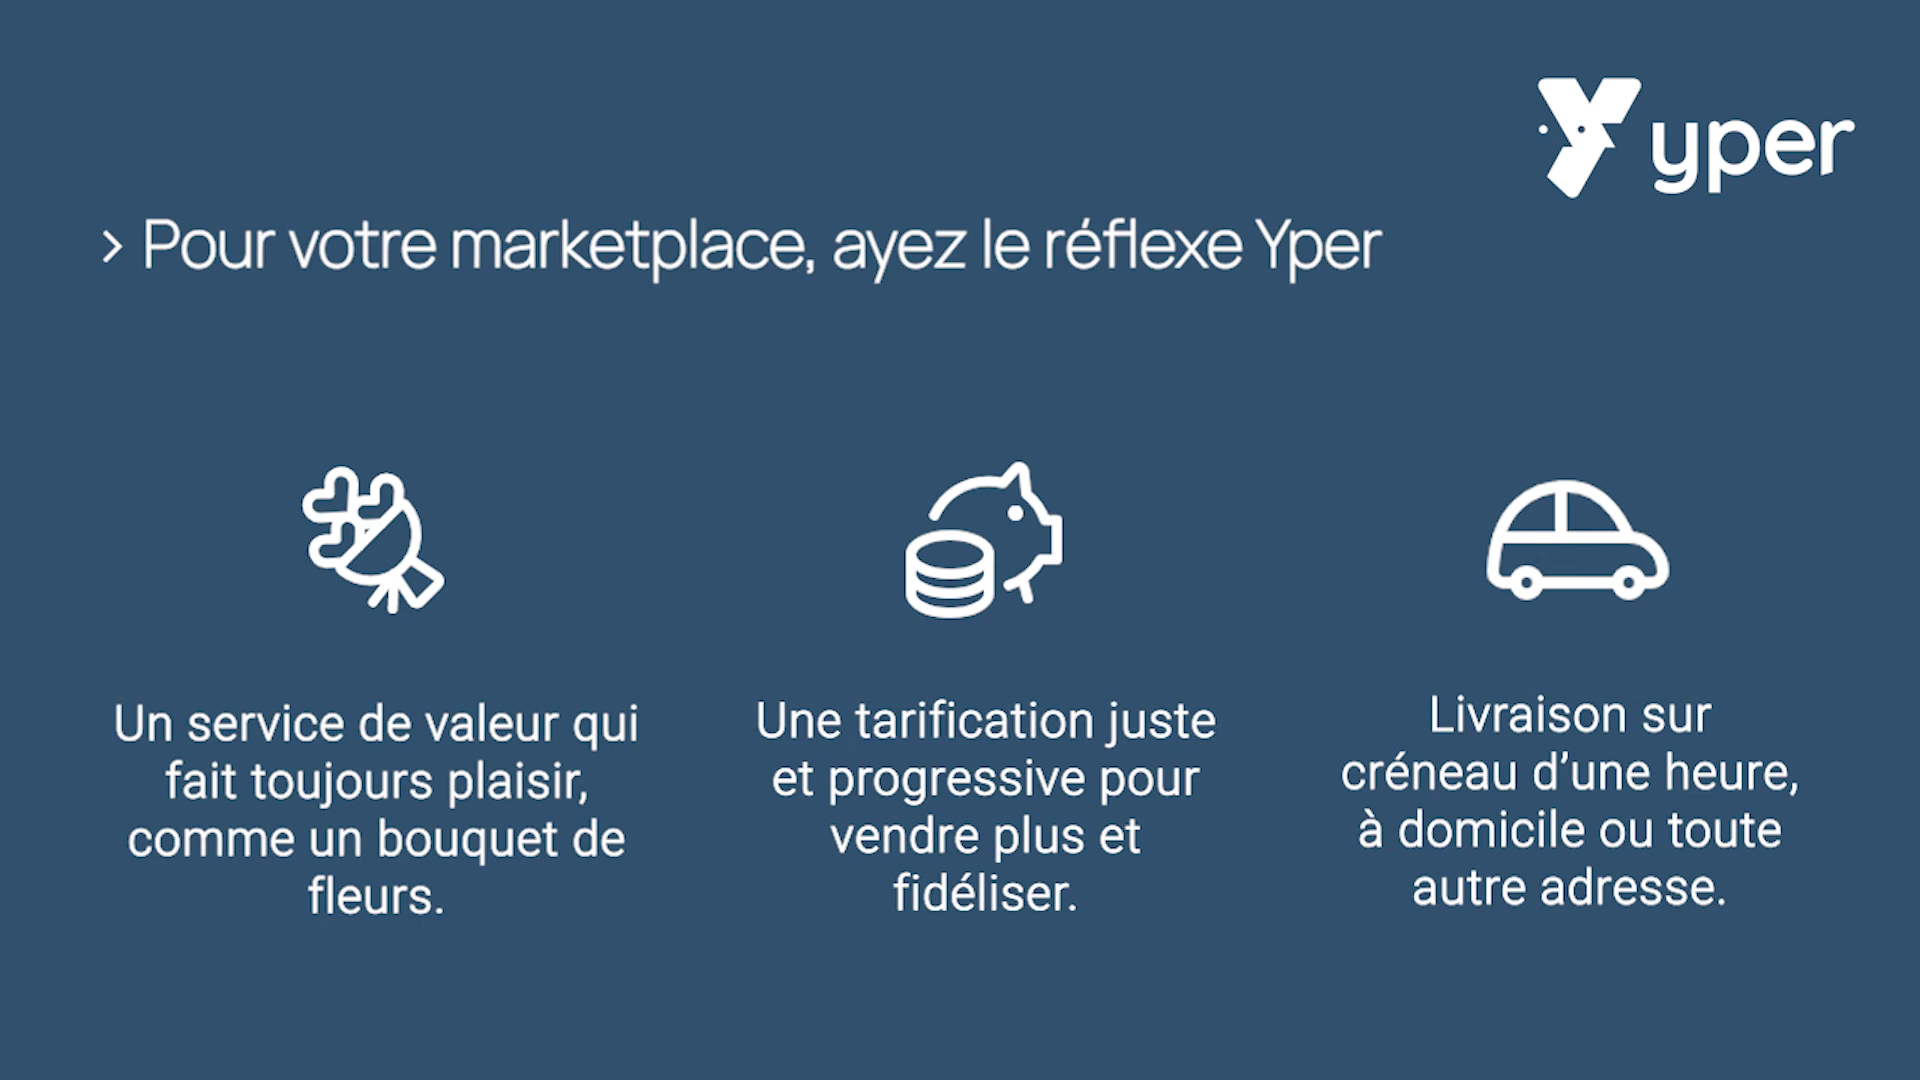 yper
> Pour votre marketplace, ayez le réflexe Yper
Un service de valeur qui
fait toujours plaisir,
comme un bouquet de
fleurs.
Une tarification juste
et progressive pour
vendre plus et
fidéliser.
Livraison sur
créneau d’une heure,
à domicile ou toute
autre adresse.